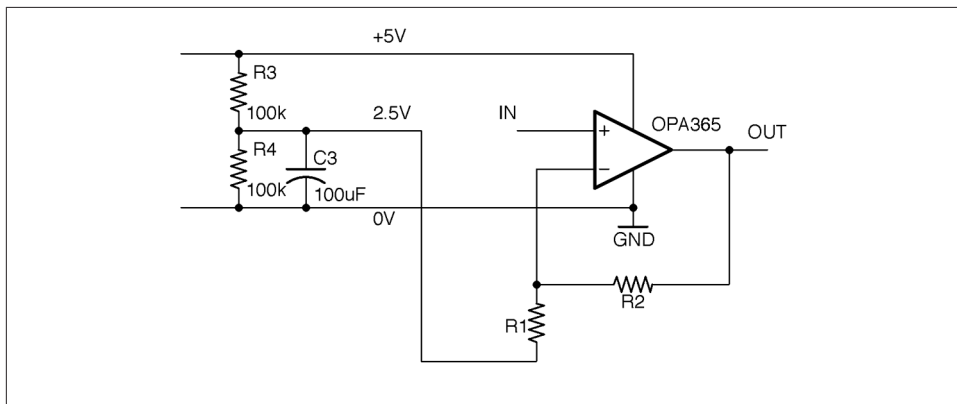 +5V
R3
100k
2.5V
IN
+
OPA365
OUT
R4
C3
−
100k
100uF
0V
GND
R2
R1